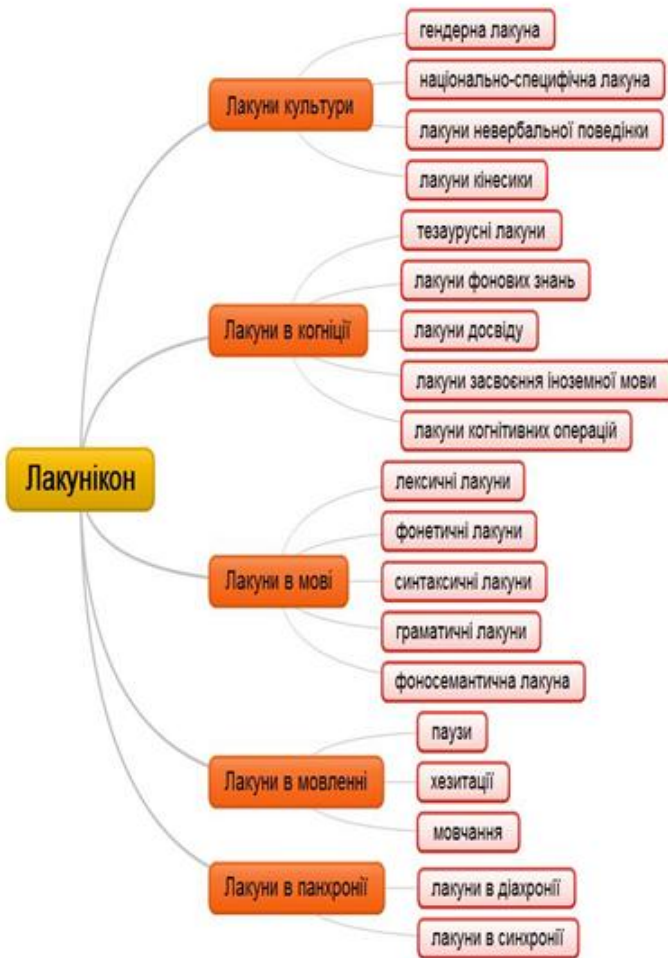 Лакунікон
Лакуни культури
гендерна лакуна
національно-специфічна лакуна
лакуни невербальної поведінки
лакуни кінесики
Лакуни в когніції
тезаурусні лакуни
лакуни фонових знань
лакуни досвіду
лакуни засвоєння іноземної мови
лакуни когнітивних операцій
Лакуни в мові
лексичні лакуни
фонетичні лакуни
синтаксичні лакуни
граматичні лакуни
фоносемантична лакуна
Лакуни в мовленні
паузи
хезитації
мовчання
Лакуни в панхронії
лакуни в діахронії
лакуни в синхронії